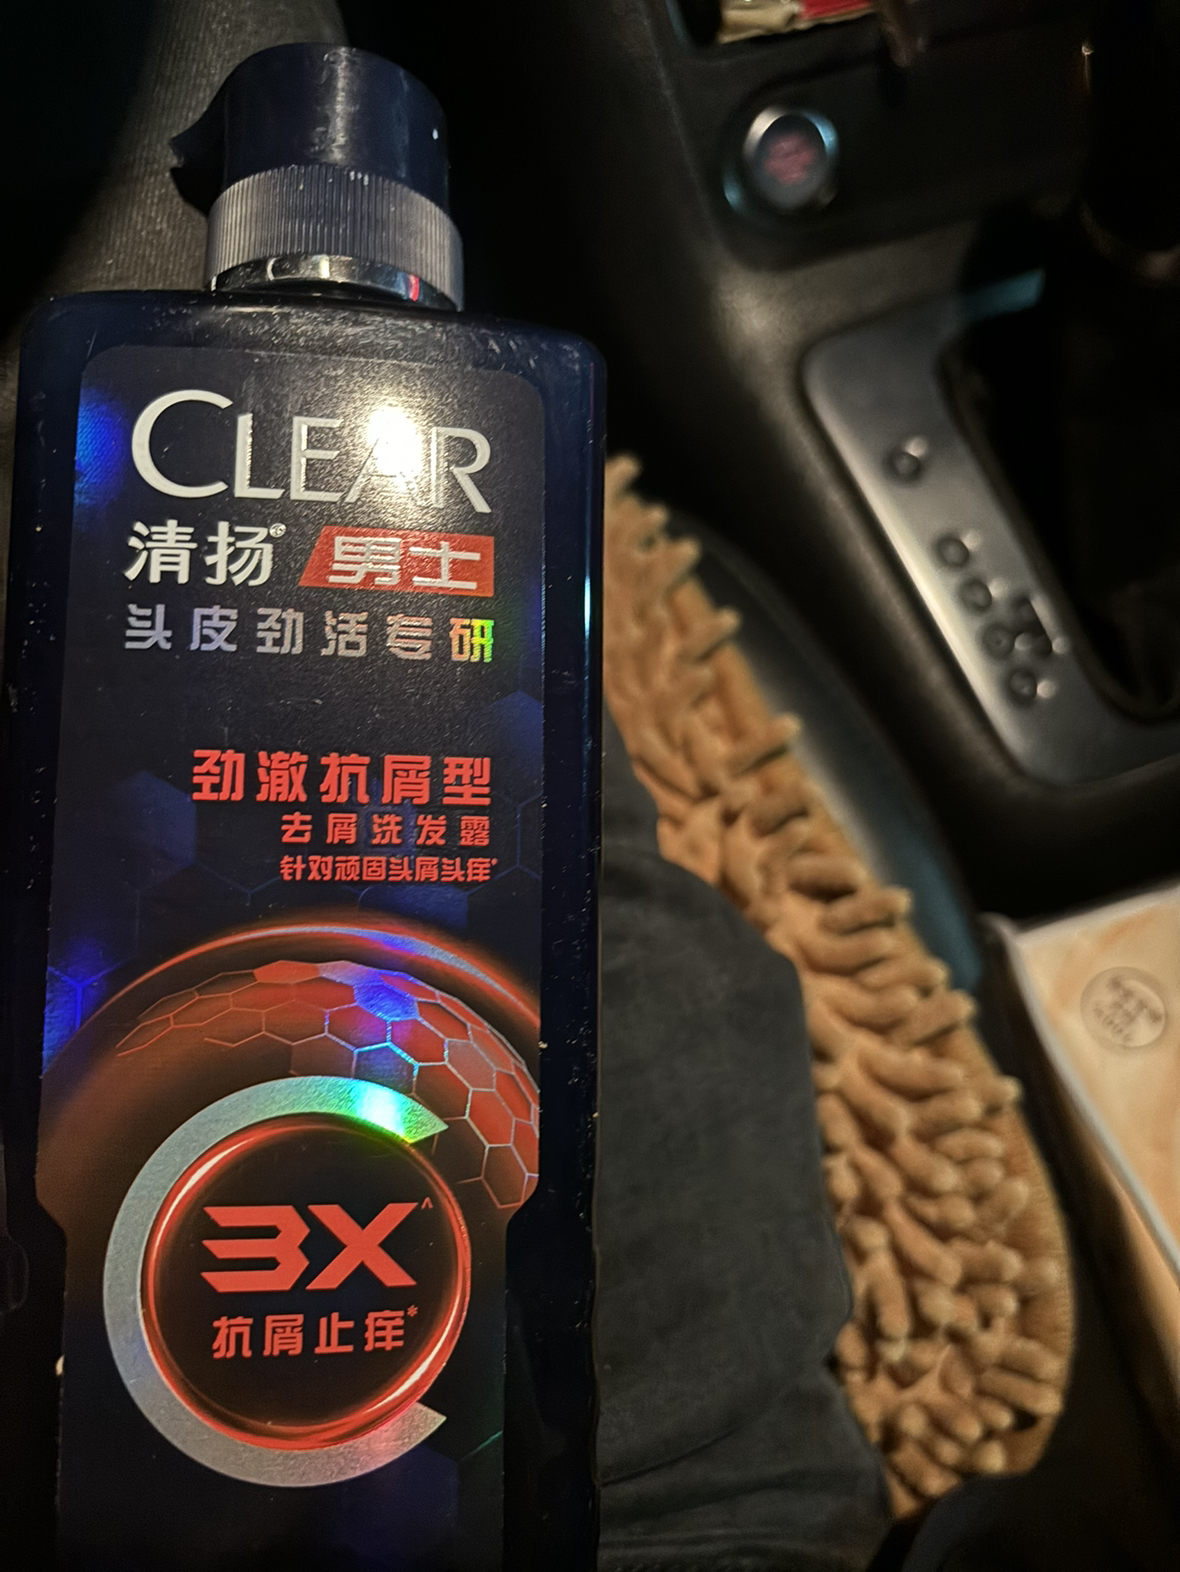 CLEAR
清扬® 男士
头皮劲活专研
劲澈抗屑型
去屑洗发露
针对顽固头屑头痒*
3X^
抗屑止痒*